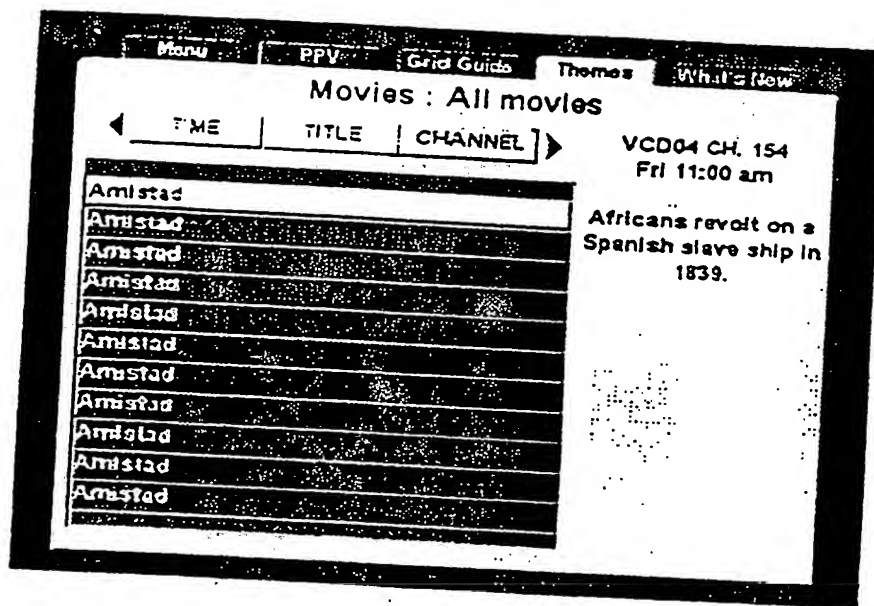 Menu PPV Grid Guide Themes What's New
Movies : All movies
TIME TITLE CHANNEL
VCD04 CH. 154
Fri 11:00 am
Africans revolt on a
Spanish slave ship in
1839.
Amistad
Amistad
Amistad
Amistad
Amistad
Amistad
Amistad
Amistad
Amistad
Amistad
Amistad